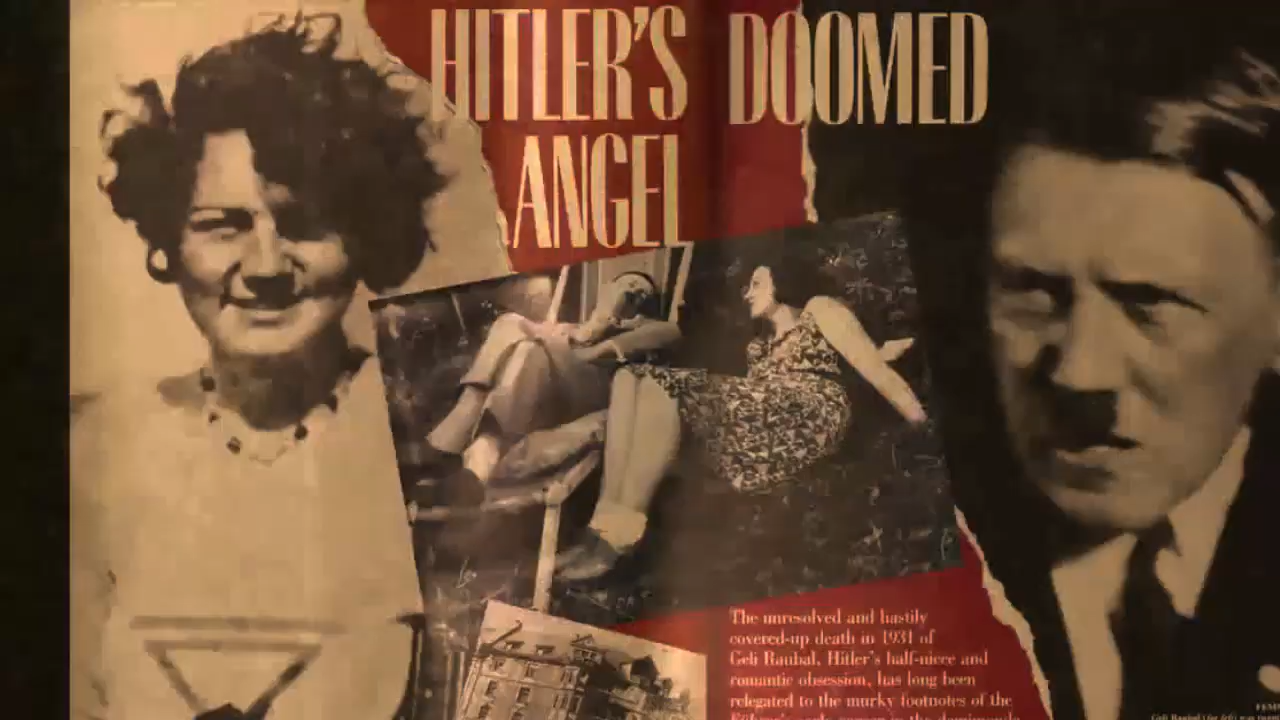 HITLER'S DOOMED
ANGEL
The unresolved and hastily
covered-up death in 1931 of
Geli Raubal, Hitler's half-niece and
romantic obsession, has long been
relegated to the murky footnotes of the